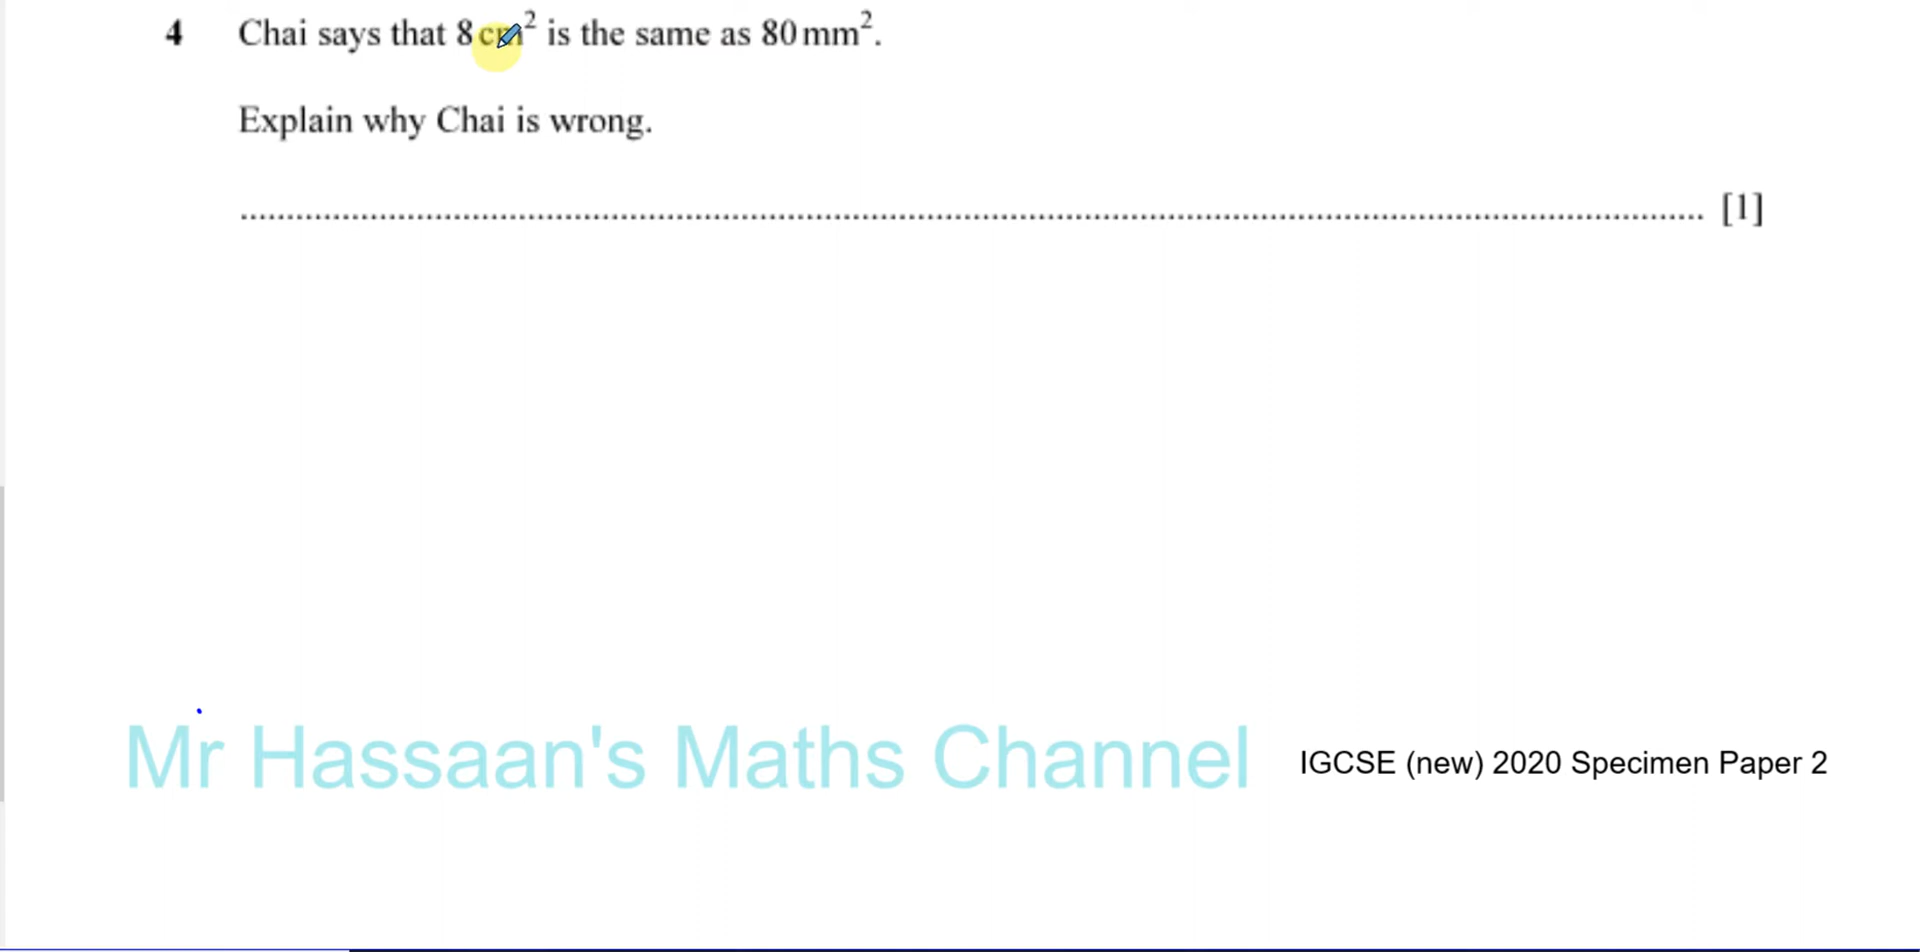 4 Chai says that 8 cm² is the same as 80 mm².
Explain why Chai is wrong.
.......................................................................................................... [1]
Mr Hassaan's Maths Channel
IGCSE (new) 2020 Specimen Paper 2